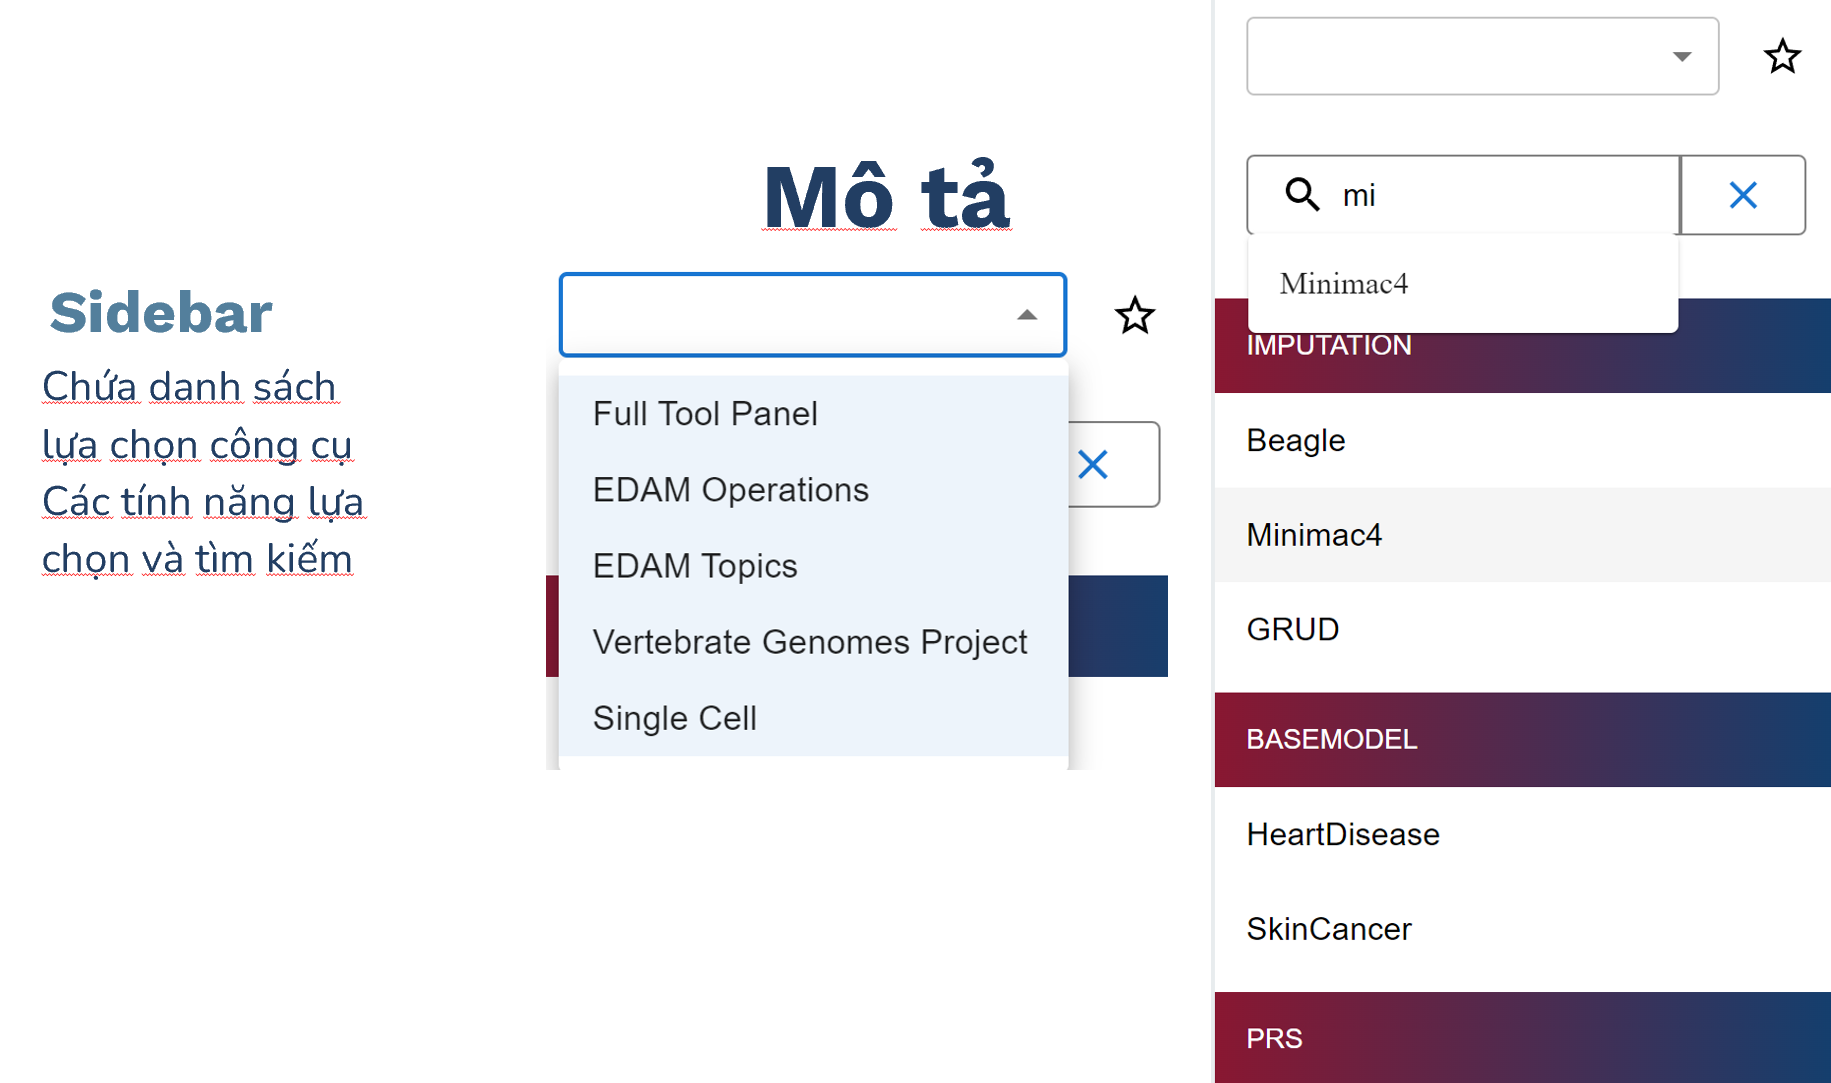 Mô tả
Sidebar
Chứa danh sách
lựa chọn công cụ
Các tính năng lựa
chọn và tìm kiếm
Full Tool Panel
EDAM Operations
EDAM Topics
Vertebrate Genomes Project
Single Cell
mi
Minimac4
IMPUTATION
Beagle
Minimac4
GRUD
BASEMODEL
HeartDisease
SkinCancer
PRS